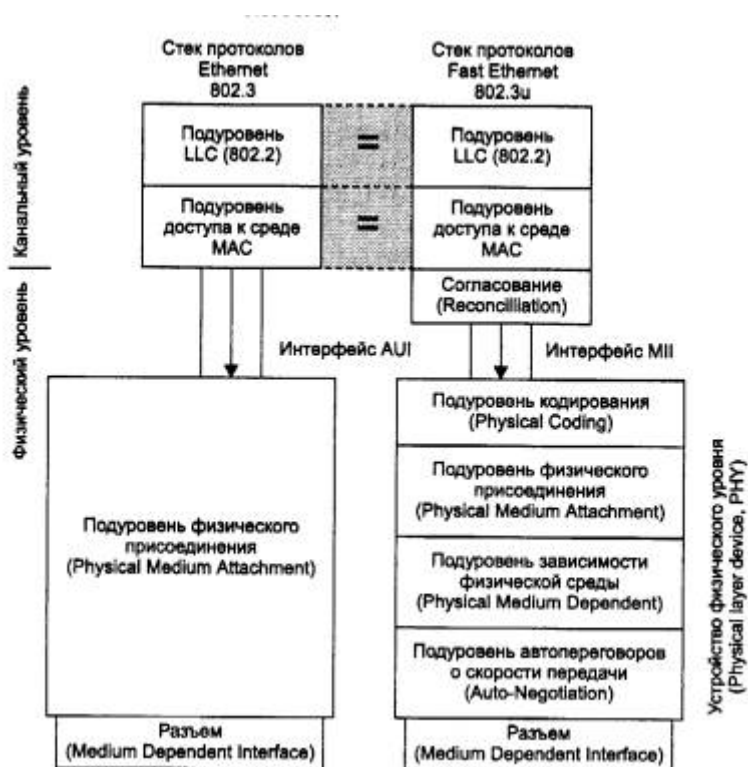 Стек протоколов
Ethernet
802.3
Стек протоколов
Fast Ethernet
802.3u
Канальный уровень
Подуровень
LLC (802.2)
=
Подуровень
LLC (802.2)
Подуровень
доступа к среде
MAC
=
Подуровень
доступа к среде
MAC
Согласование
(Reconcilliation)
Физический уровень
Интерфейс AUI
Интерфейс MII
Подуровень физического
присоединения
(Physical Medium Attachment)
Подуровень кодирования
(Physical Coding)
Подуровень физического
присоединения
(Physical Medium Attachment)
Подуровень зависимости
физической среды
(Physical Medium Dependent)
Подуровень автопереговоров
о скорости передачи
(Auto-Negotiation)
Устройство физического уровня
(Physical layer device, PHY)
Разъем
(Medium Dependent Interface)
Разъем
(Medium Dependent Interface)